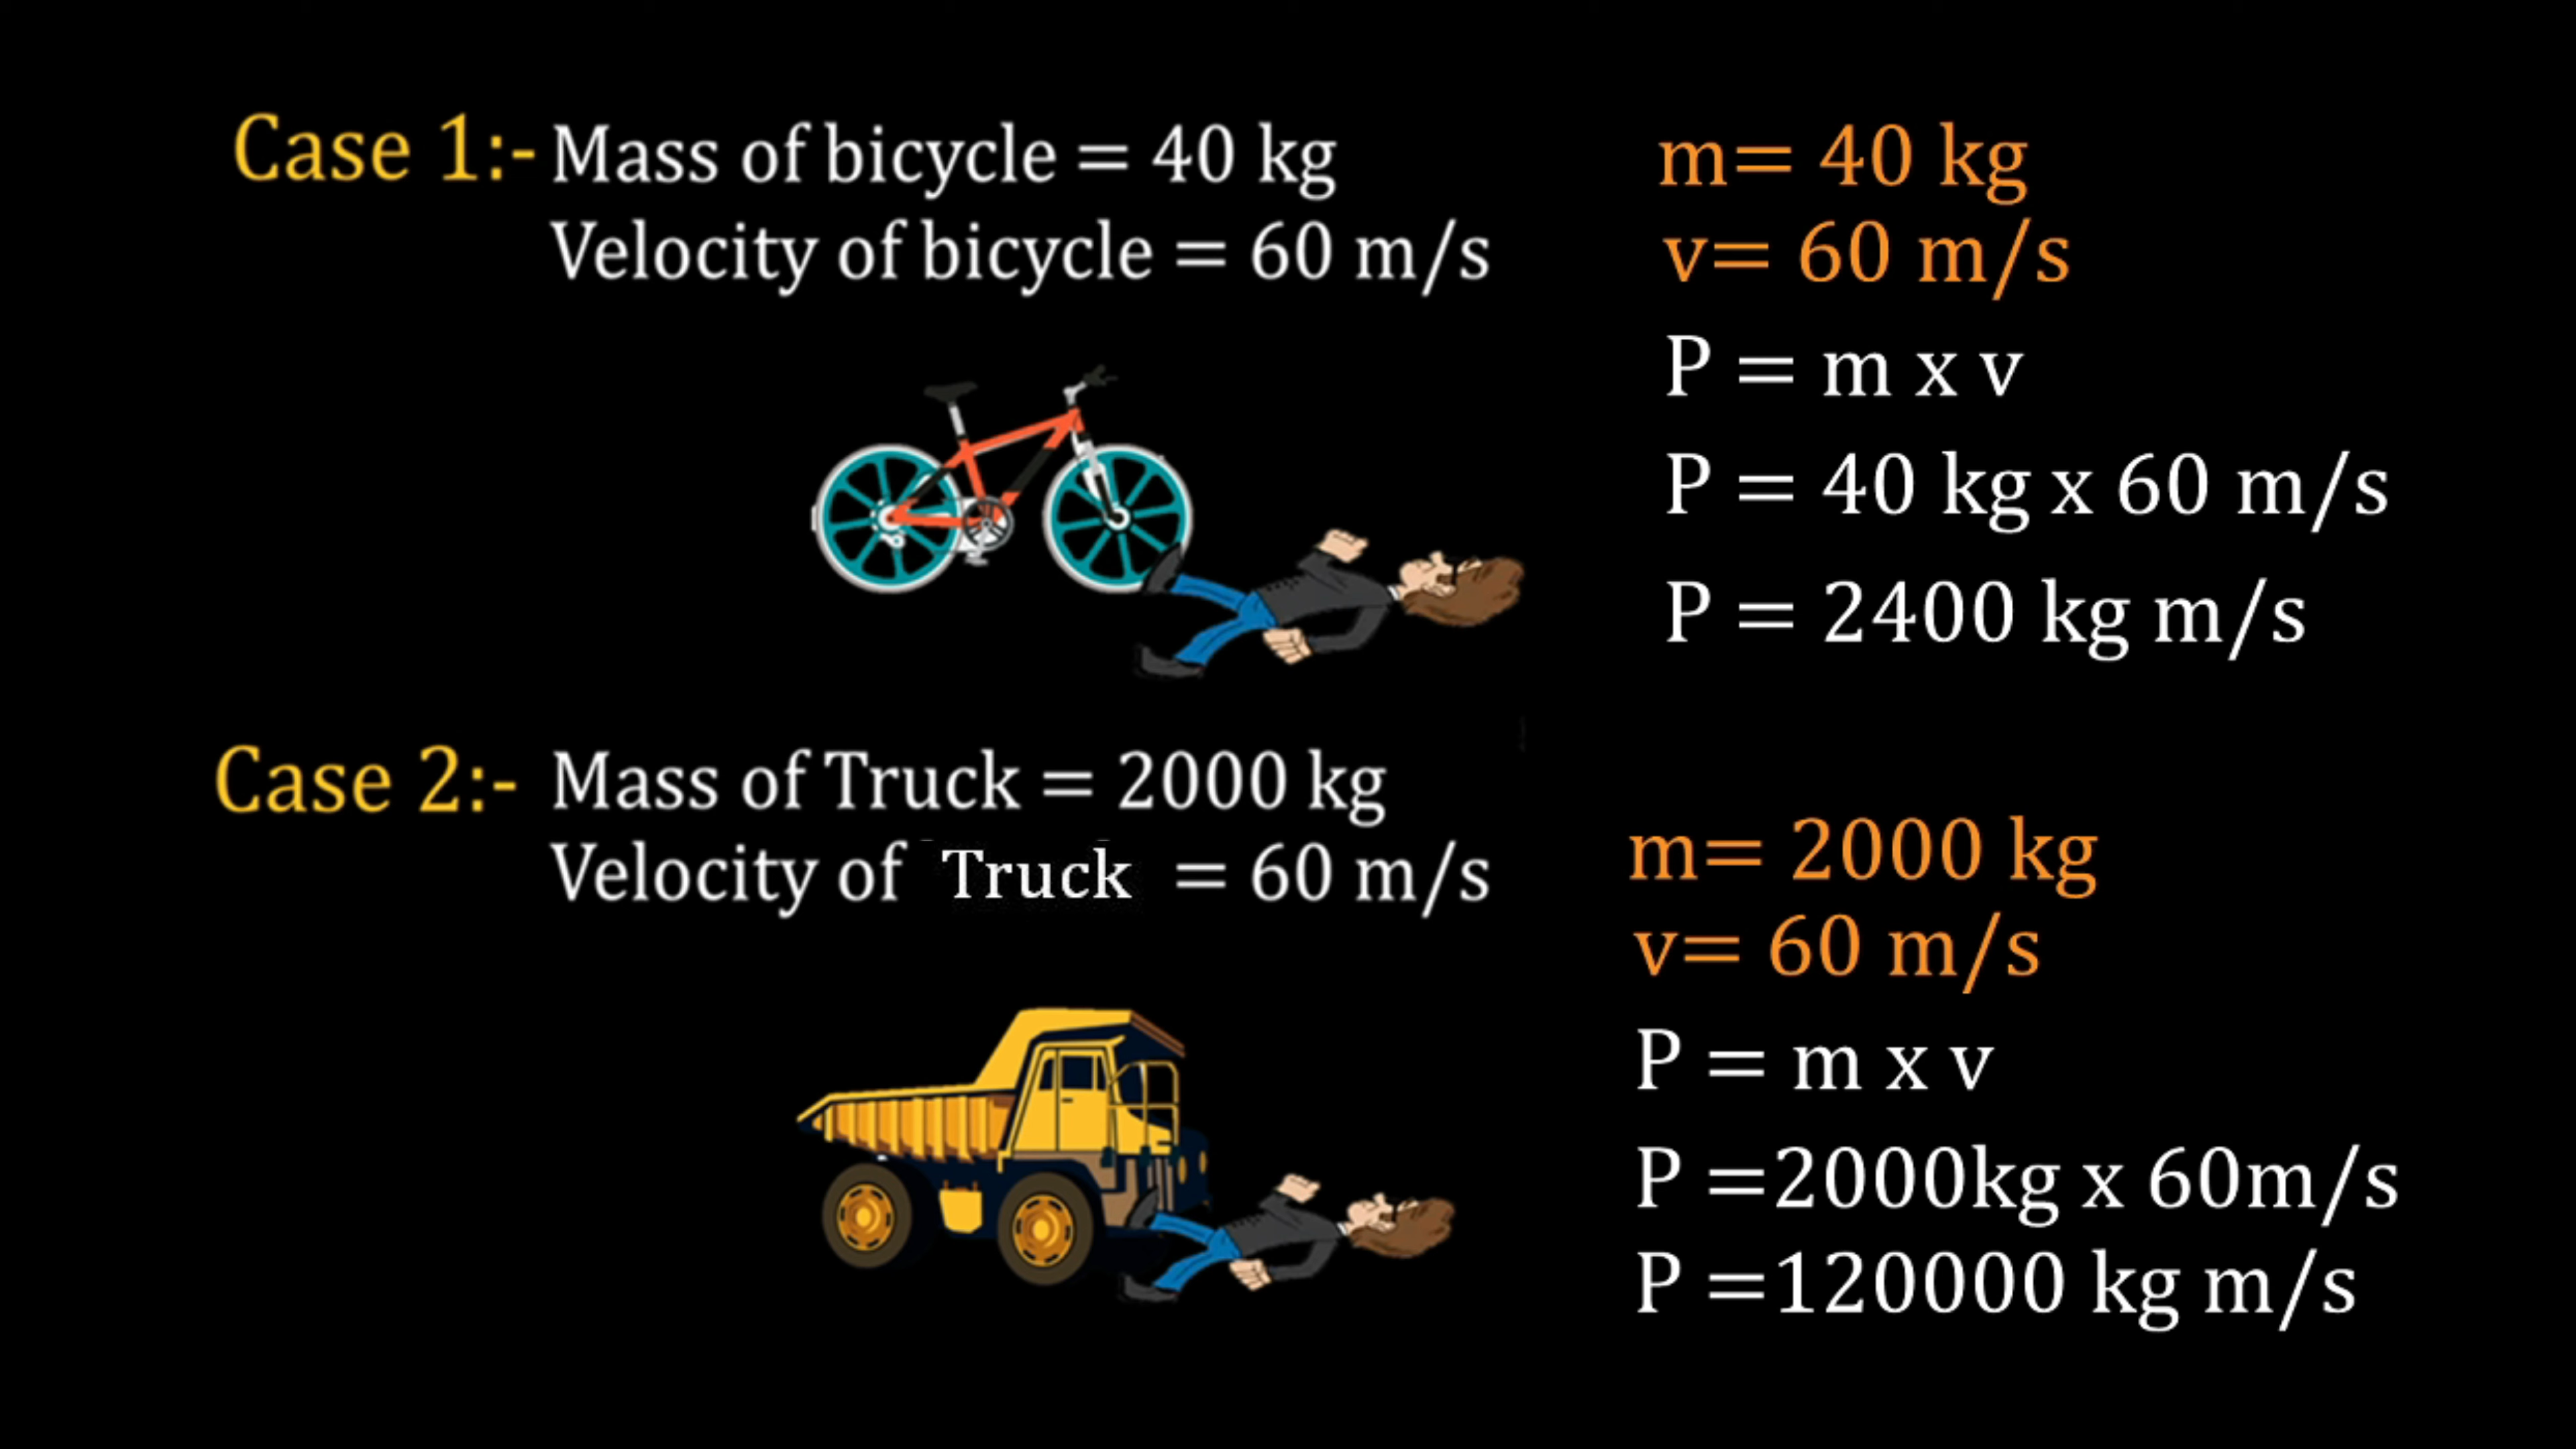 Case 1:- Mass of bicycle = 40 kg
Velocity of bicycle = 60 m/s
m= 40 kg
v= 60 m/s
P = m x v
P = 40 kg x 60 m/s
P = 2400 kg m/s
Case 2:- Mass of Truck = 2000 kg
Velocity of Truck = 60 m/s
m= 2000 kg
v= 60 m/s
P = m x v
P =2000kg x 60m/s
P =120000 kg m/s